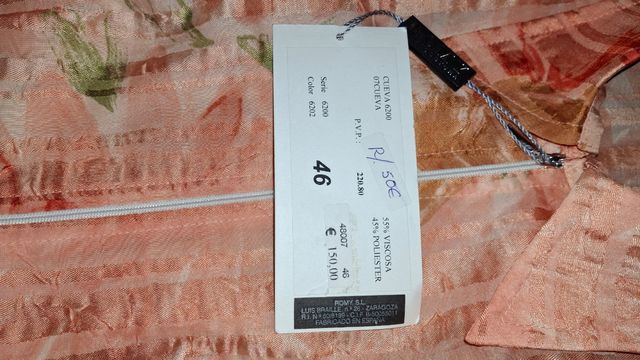 CUEVA 6200
07CUEVA
Serie 6200
Color 6202
P.V.P.: 220.80
R/. 50€
46
55% VISCOSA
45% POLIESTER
48007 46
€ 150,00
ROMY, S.L.
FABRICADO EN ESPAÑA